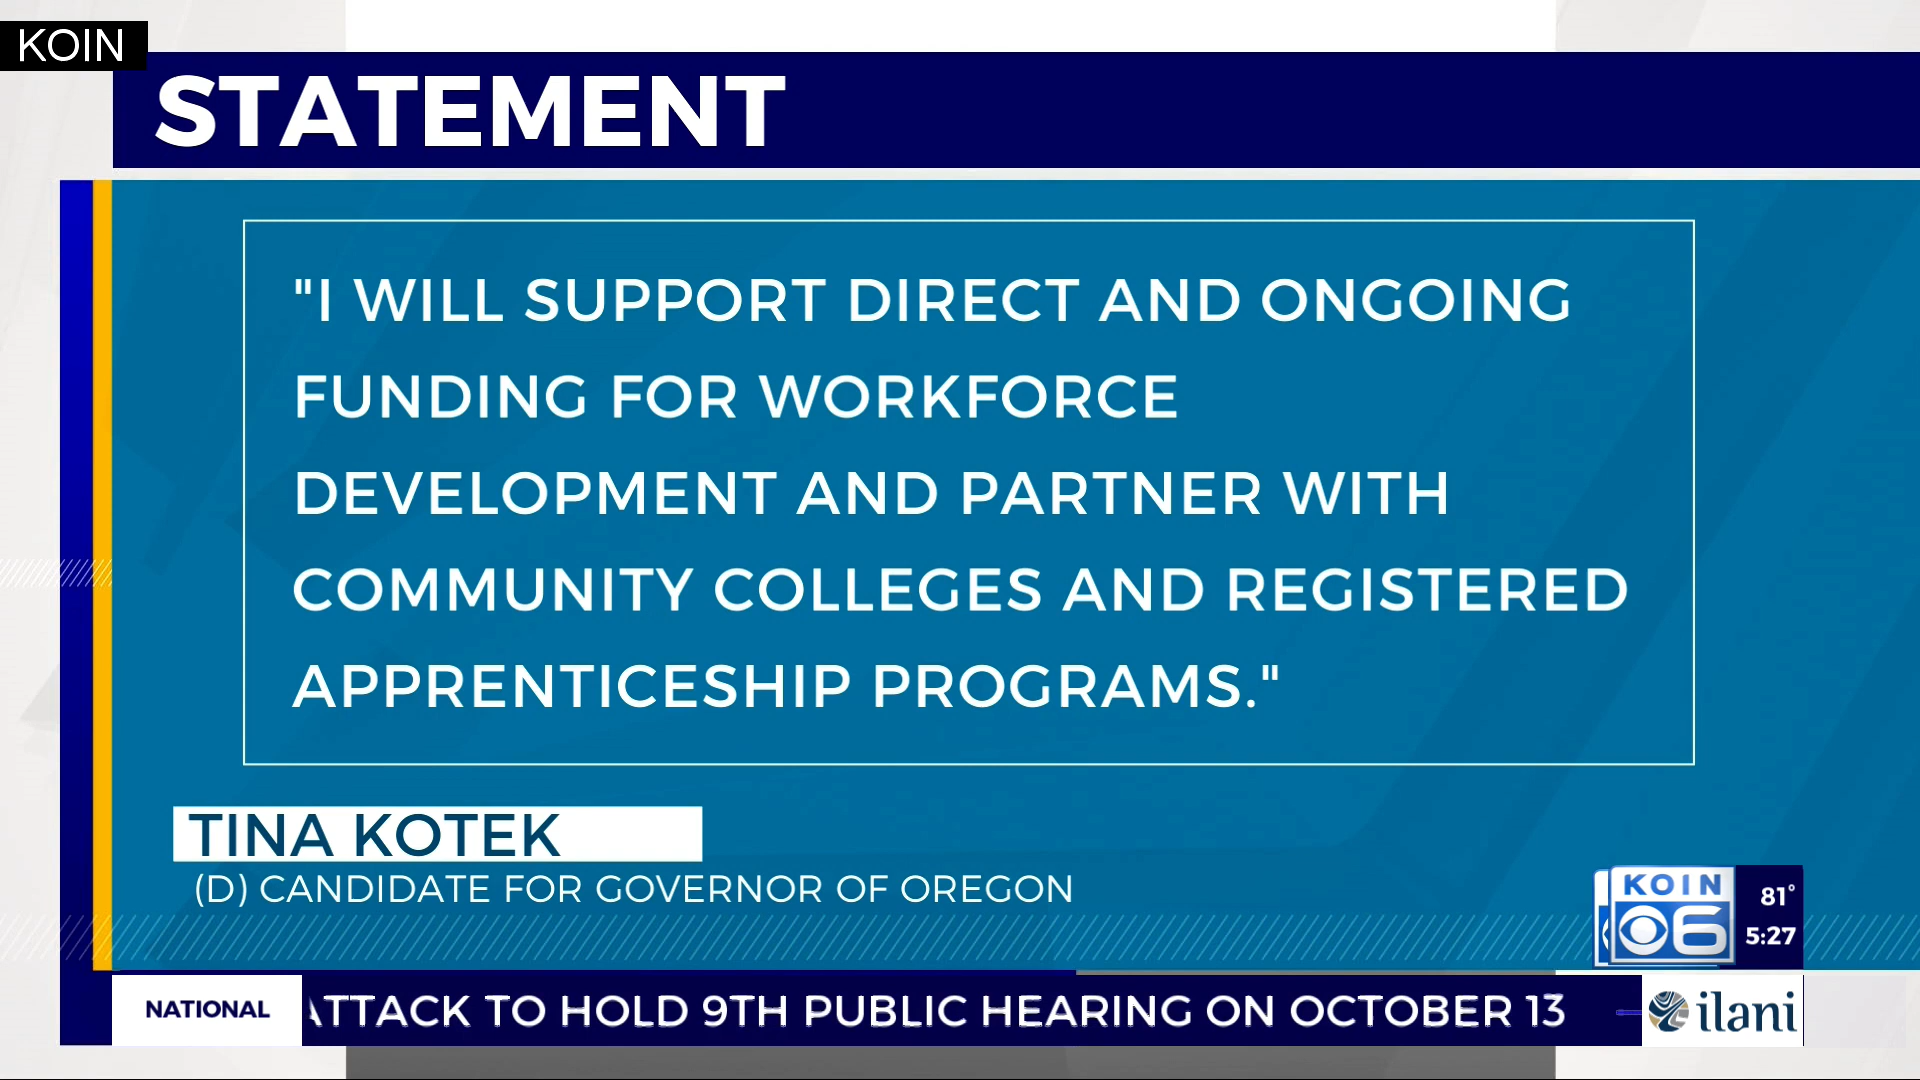 KOIN
STATEMENT
"I WILL SUPPORT DIRECT AND ONGOING
FUNDING FOR WORKFORCE
DEVELOPMENT AND PARTNER WITH
COMMUNITY COLLEGES AND REGISTERED
APPRENTICESHIP PROGRAMS."
TINA KOTEK
(D) CANDIDATE FOR GOVERNOR OF OREGON
KOIN
6
81°
5:27
NATIONAL
ATTACK TO HOLD 9TH PUBLIC HEARING ON OCTOBER 13
ilani